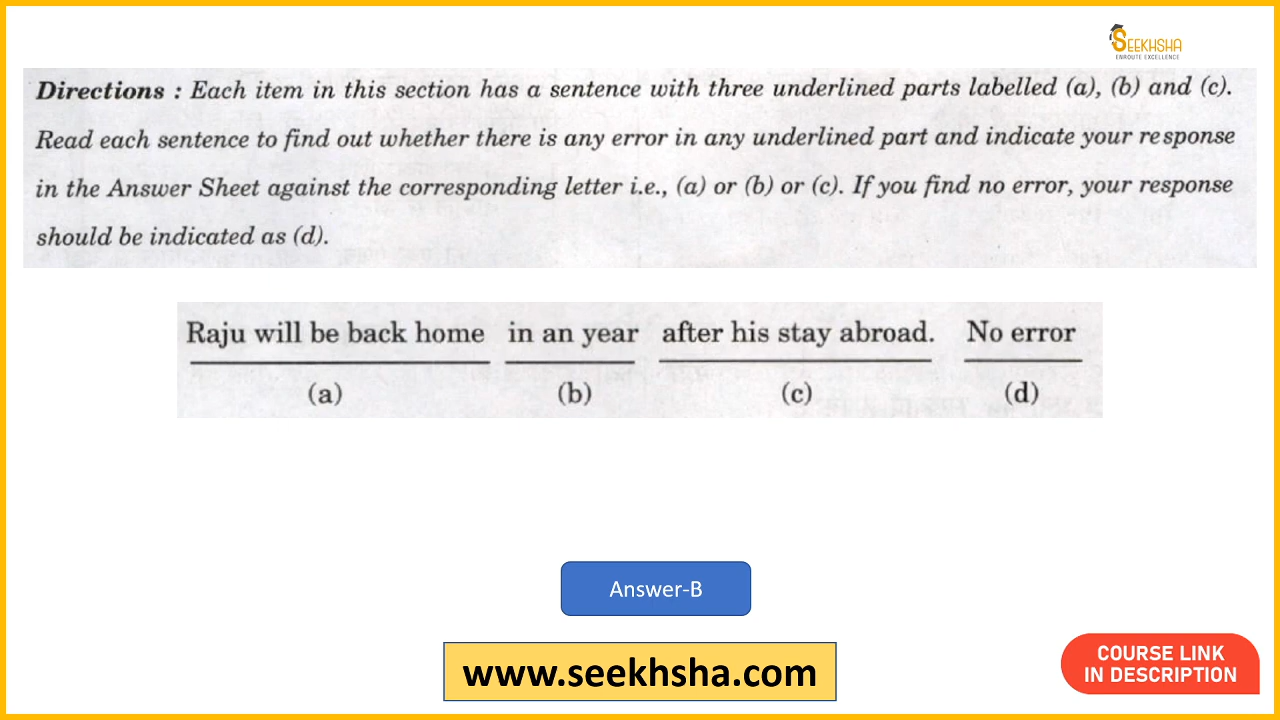 SEEKHSHA
ENROUTE EXCELLENCE
Directions : Each item in this section has a sentence with three underlined parts labelled (a), (b) and (c).
Read each sentence to find out whether there is any error in any underlined part and indicate your response
in the Answer Sheet against the corresponding letter i.e., (a) or (b) or (c). If you find no error, your response
should be indicated as (d).
Raju will be back home in an year after his stay abroad. No error
(a) (b) (c) (d)
Answer-B
www.seekhsha.com
COURSE LINK
IN DESCRIPTION